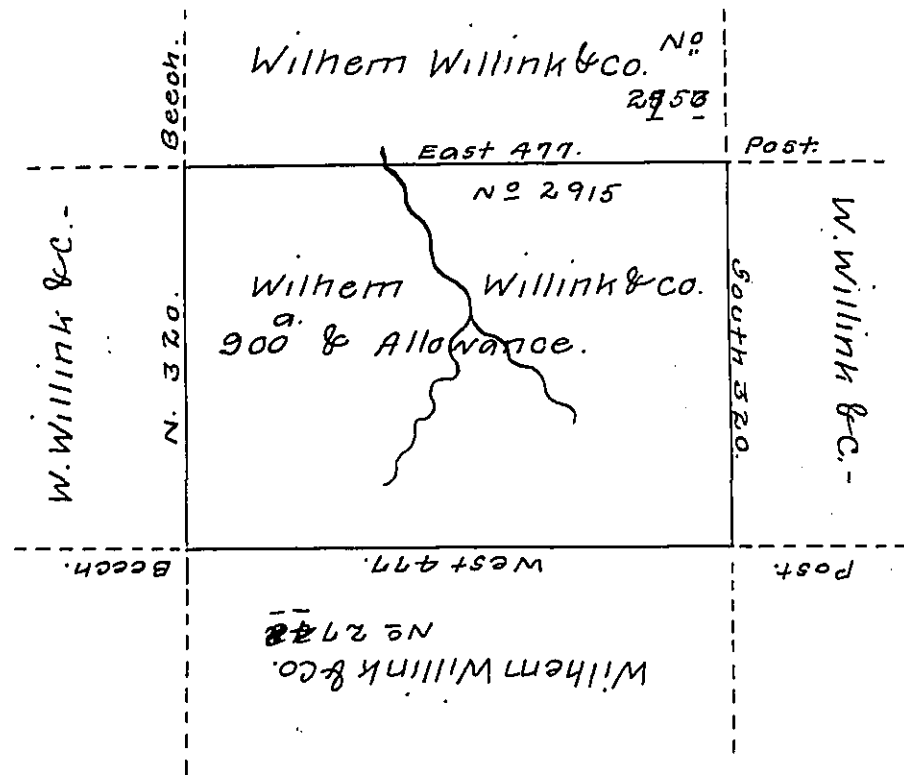 Beech.
Wilhem Willink & Co. No
East 477.
Post.
No 2915
W. Willink & C.-
N. 320.
Wilhem Willink & Co.
900 a. & Allowance.
South 320.
W. Willink & C.-
Beech.
West 477.
Post.
No
Wilhem Willink & Co.